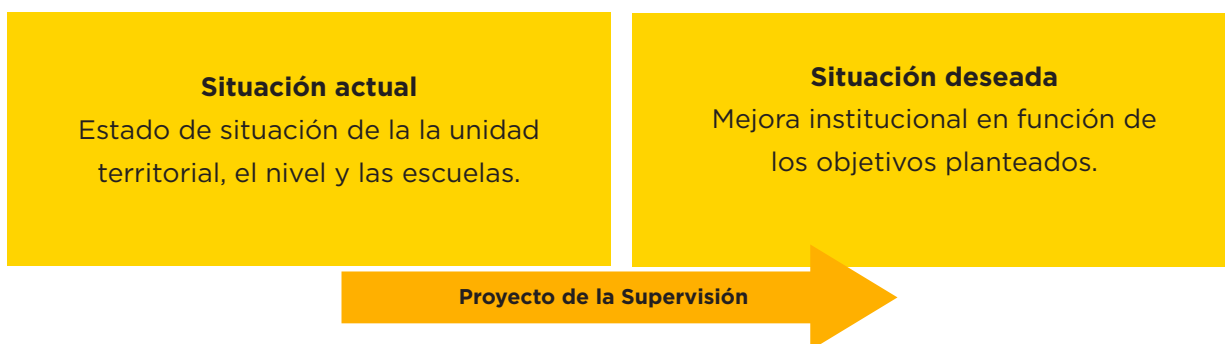 Situación actual
Estado de situación de la la unidad
territorial, el nivel y las escuelas.
Situación deseada
Mejora institucional en función de
los objetivos planteados.
Proyecto de la Supervisión